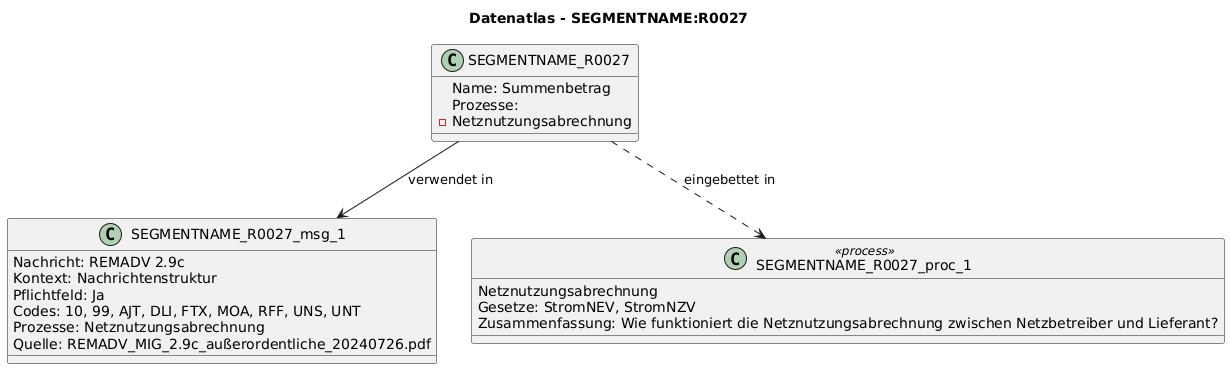 Datenatlas - SEGMENTNAME:R0027
C SEGMENTNAME_R0027
Name: Summenbetrag
Prozesse:
Netznutzungsabrechnung
verwendet in
eingebettet in
C SEGMENTNAME_R0027_msg_1
Nachricht: REMADV 2.9c
Kontext: Nachrichtenstruktur
Pflichtfeld: Ja
Codes: 10, 99, AJT, DLI, FTX, MOA, RFF, UNS, UNT
Prozesse: Netznutzungsabrechnung
Quelle: REMADV_MIG_2.9c_außerordentliche_20240726.pdf
«process»
C SEGMENTNAME_R0027_proc_1
Netznutzungsabrechnung
Gesetze: StromNEV, StromNZV
Zusammenfassung: Wie funktioniert die Netznutzungsabrechnung zwischen Netzbetreiber und Lieferant?